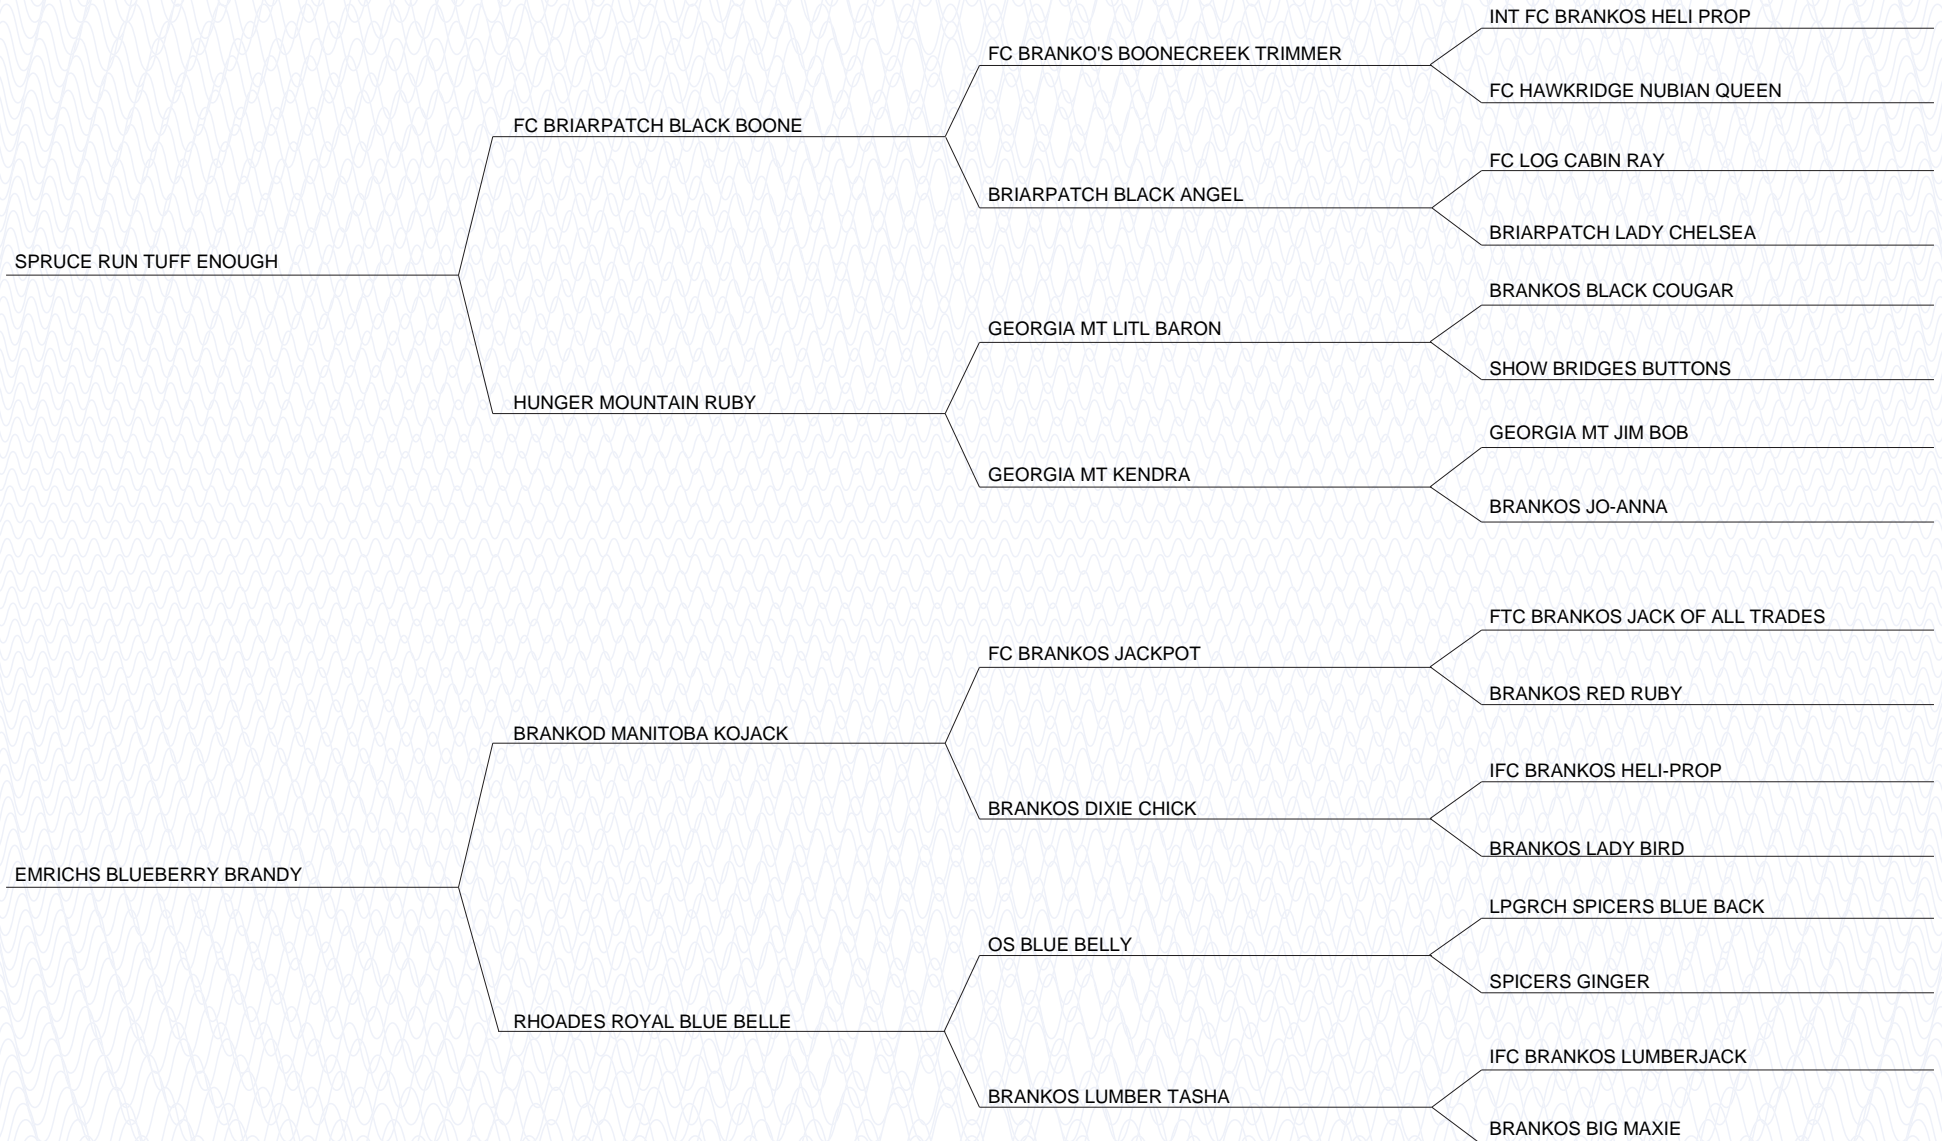 INT FC BRANKOS HELI PROP
FC BRANKO'S BOONECREEK TRIMMER
FC HAWKRIDGE NUBIAN QUEEN
FC BRIARPATCH BLACK BOONE
FC LOG CABIN RAY
BRIARPATCH BLACK ANGEL
BRIARPATCH LADY CHELSEA
SPRUCE RUN TUFF ENOUGH
BRANKOS BLACK COUGAR
GEORGIA MT LITL BARON
SHOW BRIDGES BUTTONS
HUNGER MOUNTAIN RUBY
GEORGIA MT JIM BOB
GEORGIA MT KENDRA
BRANKOS JO-ANNA
FTC BRANKOS JACK OF ALL TRADES
FC BRANKOS JACKPOT
BRANKOS RED RUBY
BRANKOD MANITOBA KOJACK
IFC BRANKOS HELI-PROP
BRANKOS DIXIE CHICK
BRANKOS LADY BIRD
EMRICHS BLUEBERRY BRANDY
LPGRCH SPICERS BLUE BACK
OS BLUE BELLY
SPICERS GINGER
RHOADES ROYAL BLUE BELLE
IFC BRANKOS LUMBERJACK
BRANKOS LUMBER TASHA
BRANKOS BIG MAXIE